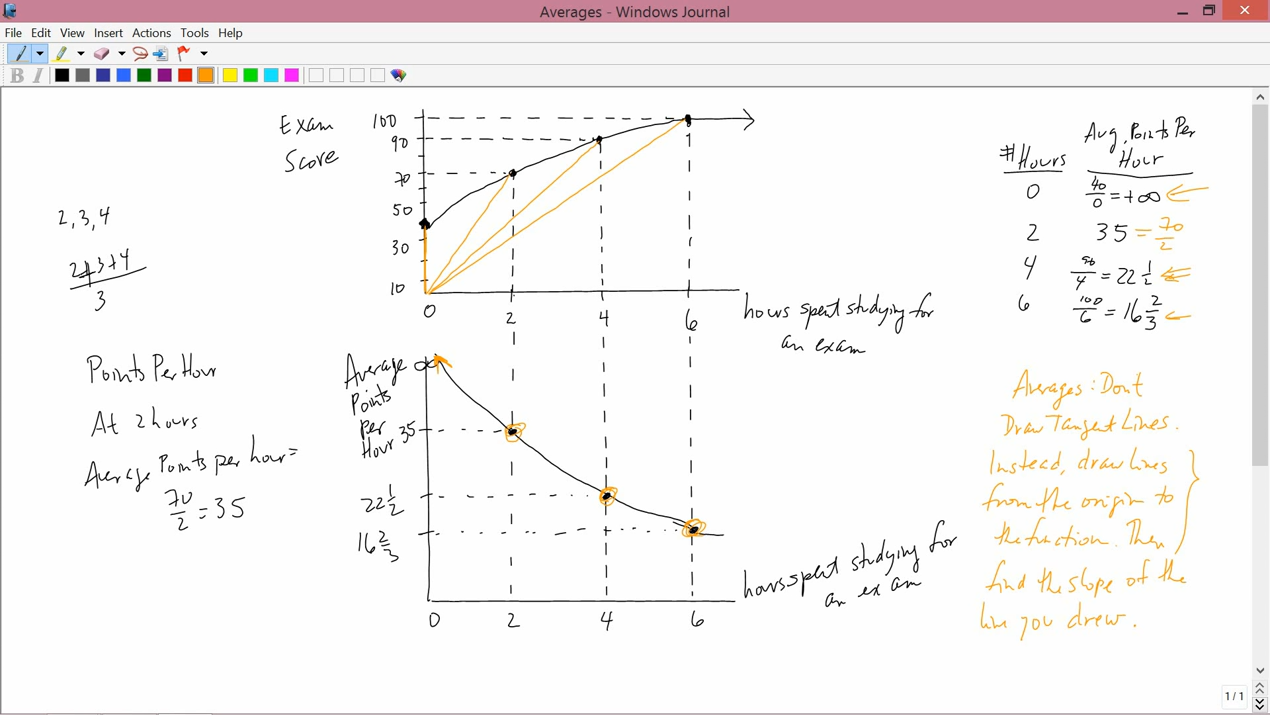 Averages - Windows Journal
File Edit View Insert Actions Tools Help
B I
Exam
Score
100
90
70
50
30
10
0 2 4 6
hours spent studying for
an exam
2, 3, 4
2+3+4
3
Points Per Hour
At 2 hours
Average Points per hour =
70
2 = 35
Average
Points
Per
Hour
∞
35
22 1/2
16 2/3
0 2 4 6
hours spent studying for
an exam
# Hours Avg. Points Per Hour
0 40/0 = +∞
2 35 = 70/2
4 90/4 = 22 1/2
6 100/6 = 16 2/3
Averages: Dont
Draw Tangent Lines.
Instead, draw lines
from the origin to
the function. Then
find the slope of the
line you drew.
1 / 1